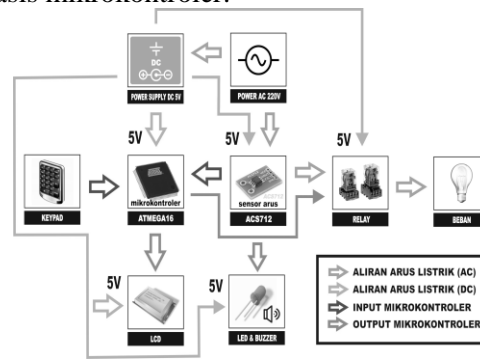 asis mikrokontroler.
DC
POWER SUPPLY DC 5V
POWER AC 220V
5V
5V
5V
mikrokontroler
sensor arus
KEYPAD
ATMEGA16
ACS712
RELAY
BEBAN
5V
5V
LCD
LED & BUZZER
ALIRAN ARUS LISTRIK (AC)
ALIRAN ARUS LISTRIK (DC)
INPUT MIKROKONTROLER
OUTPUT MIKROKONTROLER